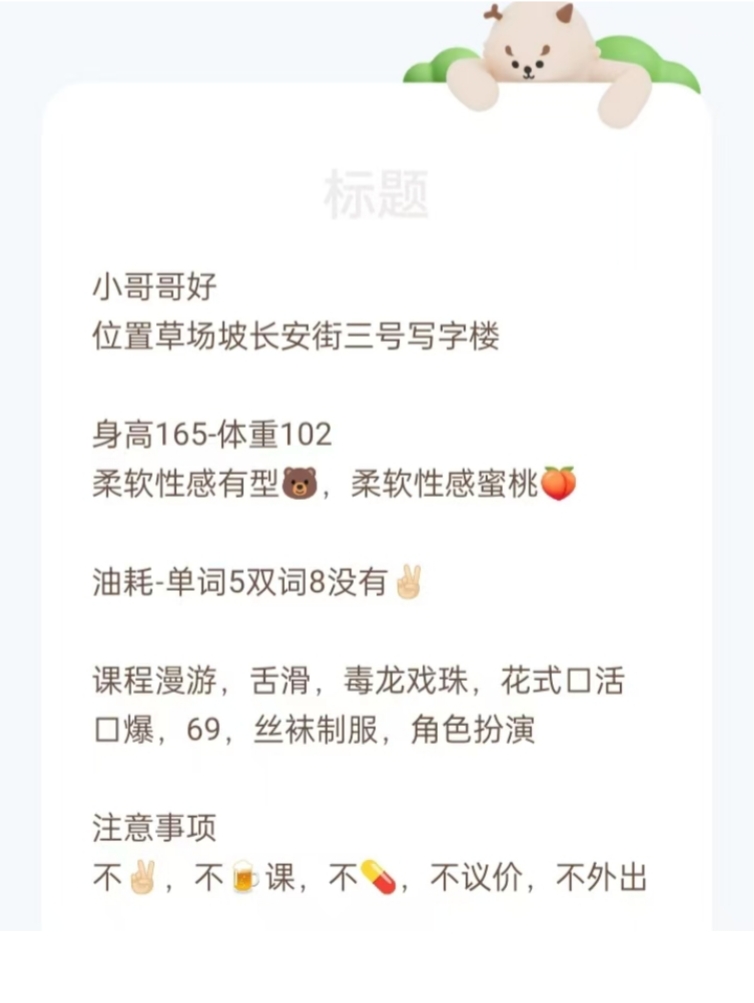 标题
小哥哥好
位置草场坡长安街三号写字楼
身高165-体重102
柔软性感有型🐻，柔软性感蜜桃🍑
油耗-单词5双词8没有✌🏻
课程漫游，舌滑，毒龙戏珠，花式口活
口爆，69，丝袜制服，角色扮演
注意事项
不✌🏻，不🍺课，不💊，不议价，不外出